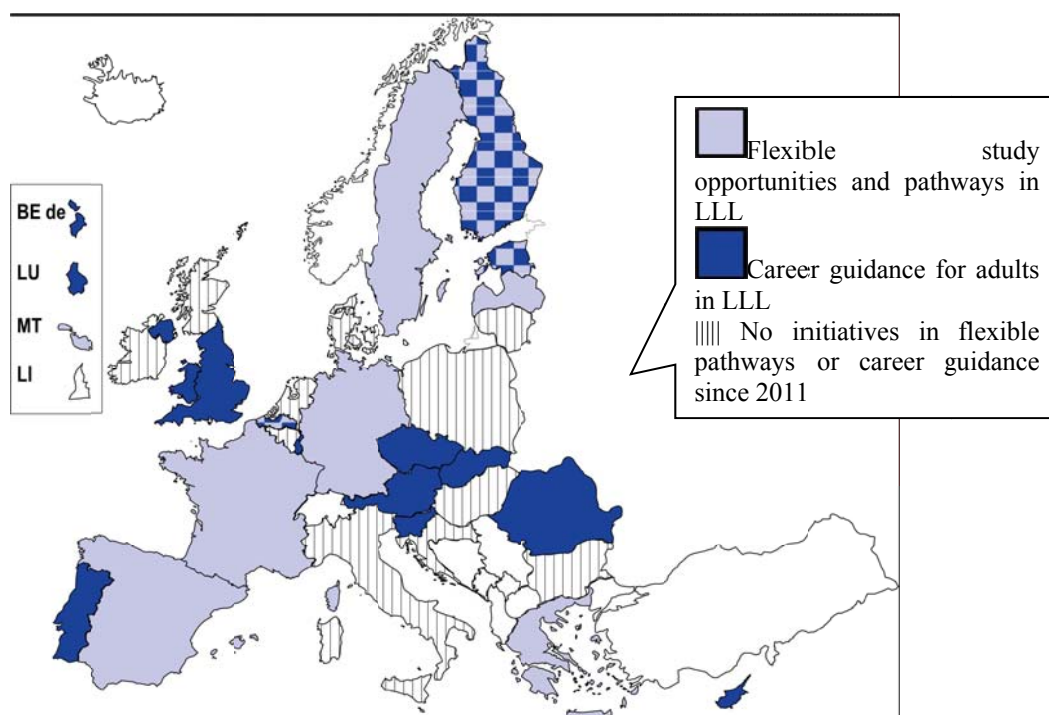 BE de
LU
MT
LI
Flexible study
opportunities and pathways in
LLL
Career guidance for adults
in LLL
||||| No initiatives in flexible
pathways or career guidance
since 2011